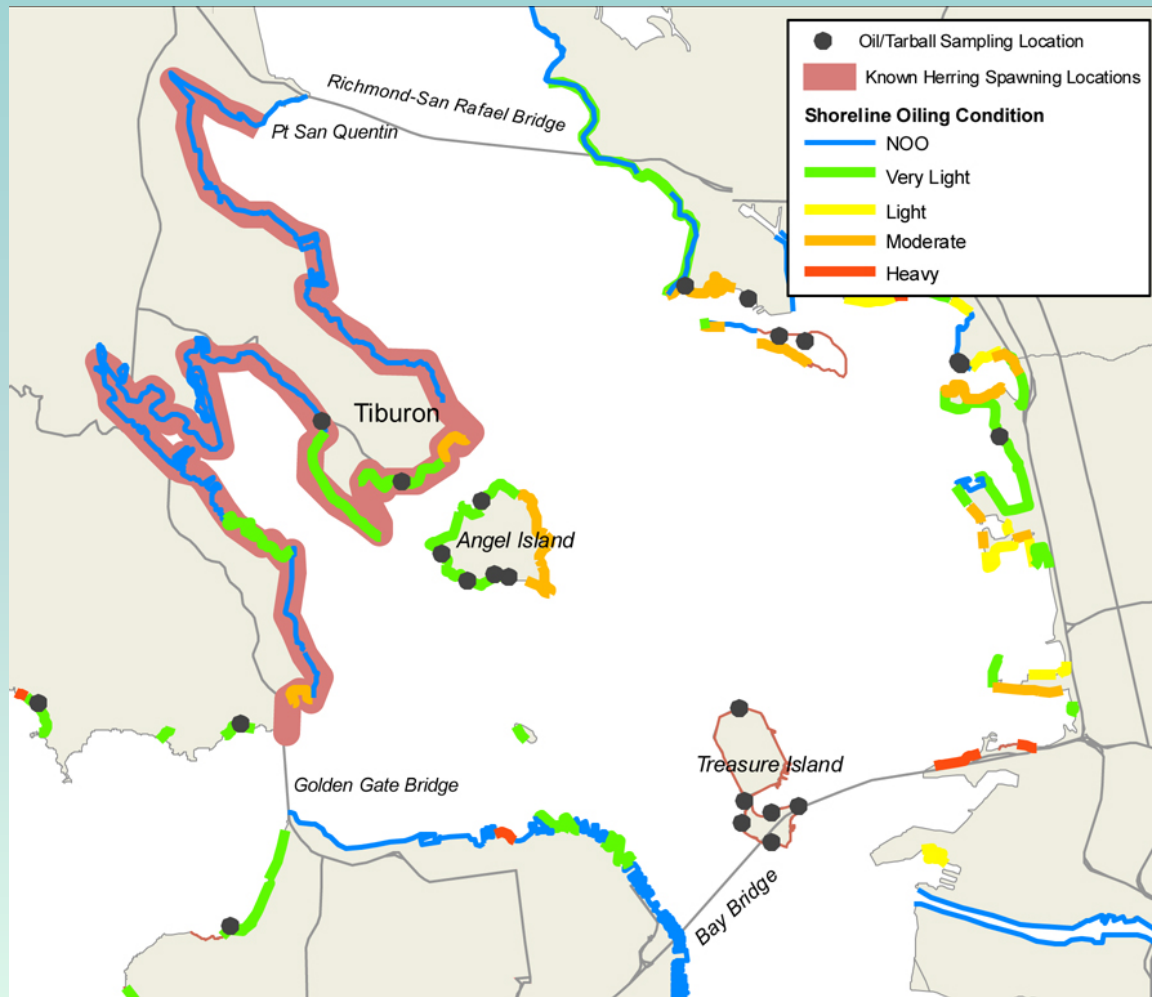 Oil/Tarball Sampling Location
Known Herring Spawning Locations
Shoreline Oiling Condition
NOO
Very Light
Light
Moderate
Heavy
Richmond-San Rafael Bridge
Pt San Quentin
Tiburon
Angel Island
Treasure Island
Golden Gate Bridge
Bay Bridge